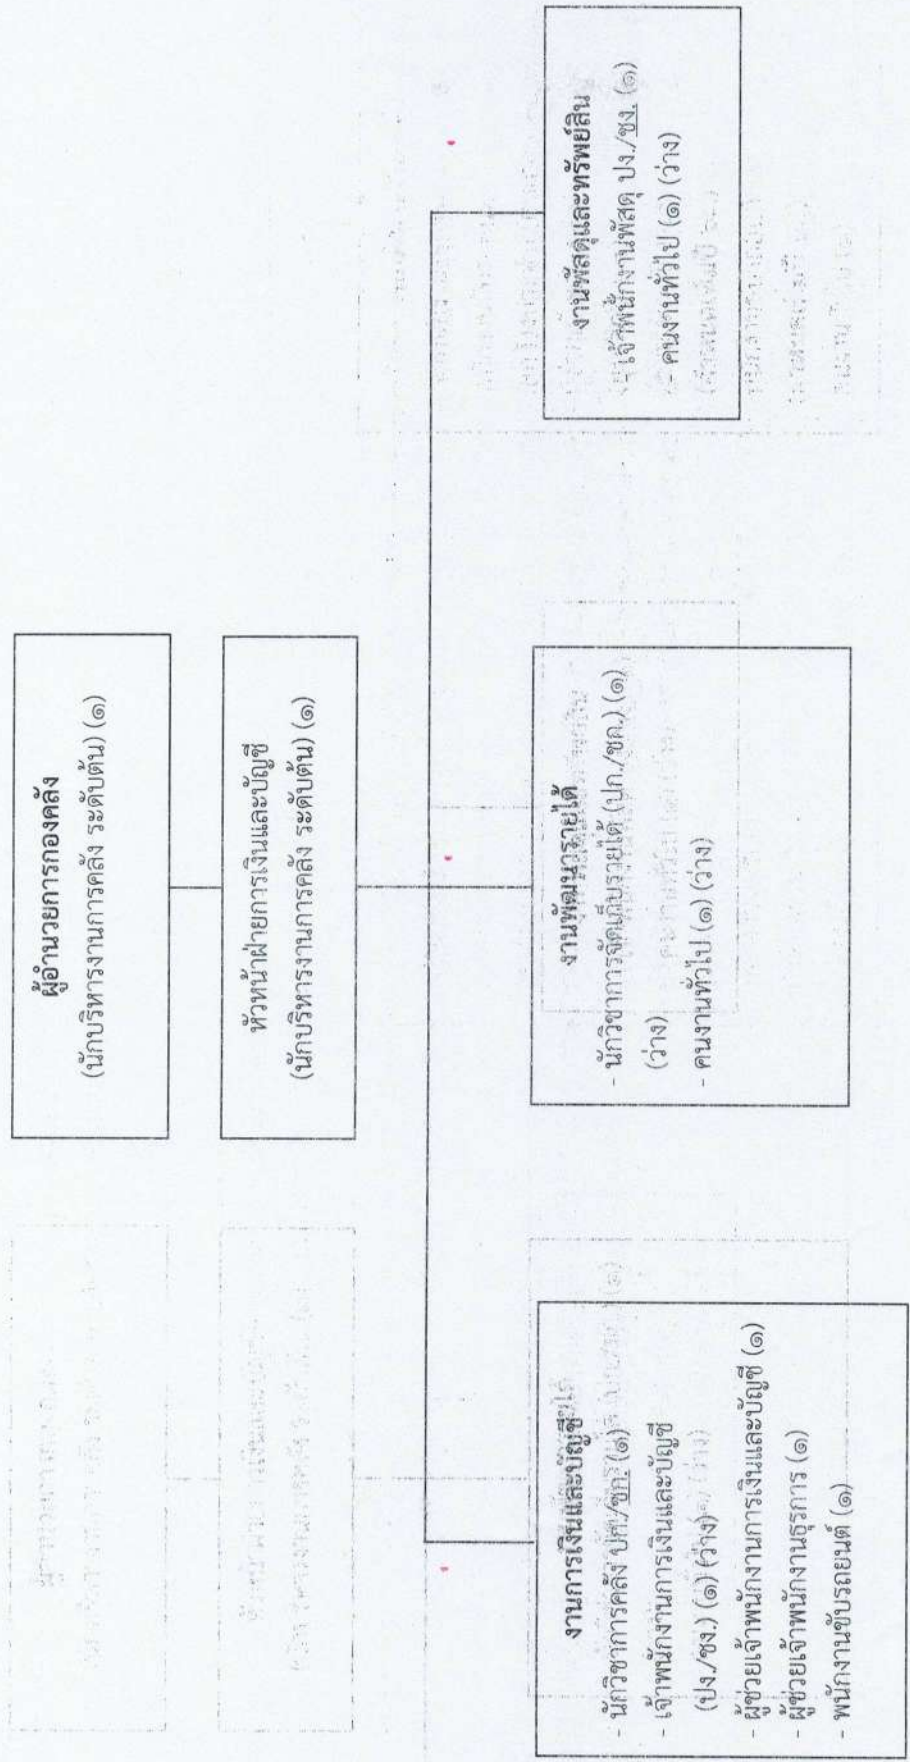 ผู้อำนวยการกองคลัง
(นักบริหารงานการคลัง ระดับต้น) (๑)
หัวหน้าฝ่ายการเงินและบัญชี
(นักบริหารงานการคลัง ระดับต้น) (๑)
งานการเงินและบัญชี
- นักวิชาการคลัง ปก./ชก. (๑)
- เจ้าพนักงานการเงินและบัญชี
(ปง./ชง.) (๑) (ว่าง)
- ผู้ช่วยเจ้าพนักงานการเงินและบัญชี (๑)
- ผู้ช่วยเจ้าพนักงานธุรการ (๑)
- พนักงานขับรถยนต์ (๑)
งานพัฒนารายได้
- นักวิชาการจัดเก็บรายได้ (ปก./ชก.) (๑)
(ว่าง)
- คนงานทั่วไป (๑) (ว่าง)
งานพัสดุและทรัพย์สิน
- เจ้าพนักงานพัสดุ ปง./ชง. (๑)
- คนงานทั่วไป (๑) (ว่าง)